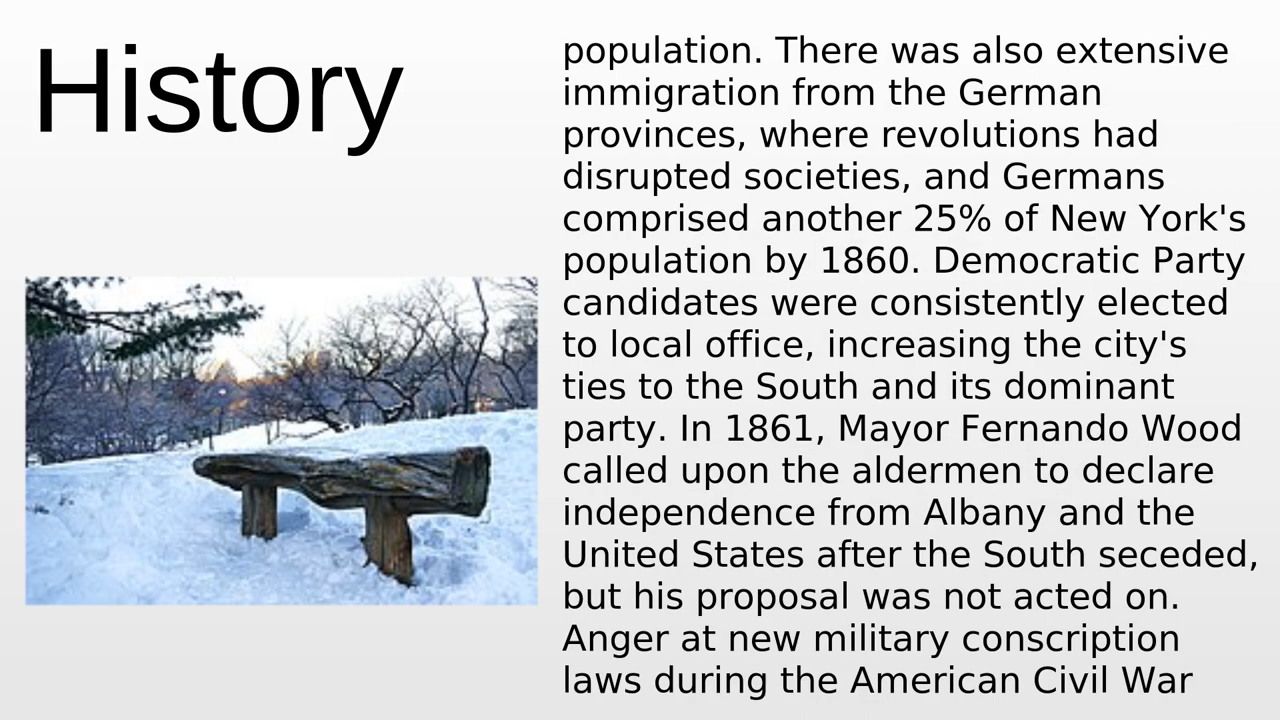 History
population. There was also extensive
immigration from the German
provinces, where revolutions had
disrupted societies, and Germans
comprised another 25% of New York's
population by 1860. Democratic Party
candidates were consistently elected
to local office, increasing the city's
ties to the South and its dominant
party. In 1861, Mayor Fernando Wood
called upon the aldermen to declare
independence from Albany and the
United States after the South seceded,
but his proposal was not acted on.
Anger at new military conscription
laws during the American Civil War